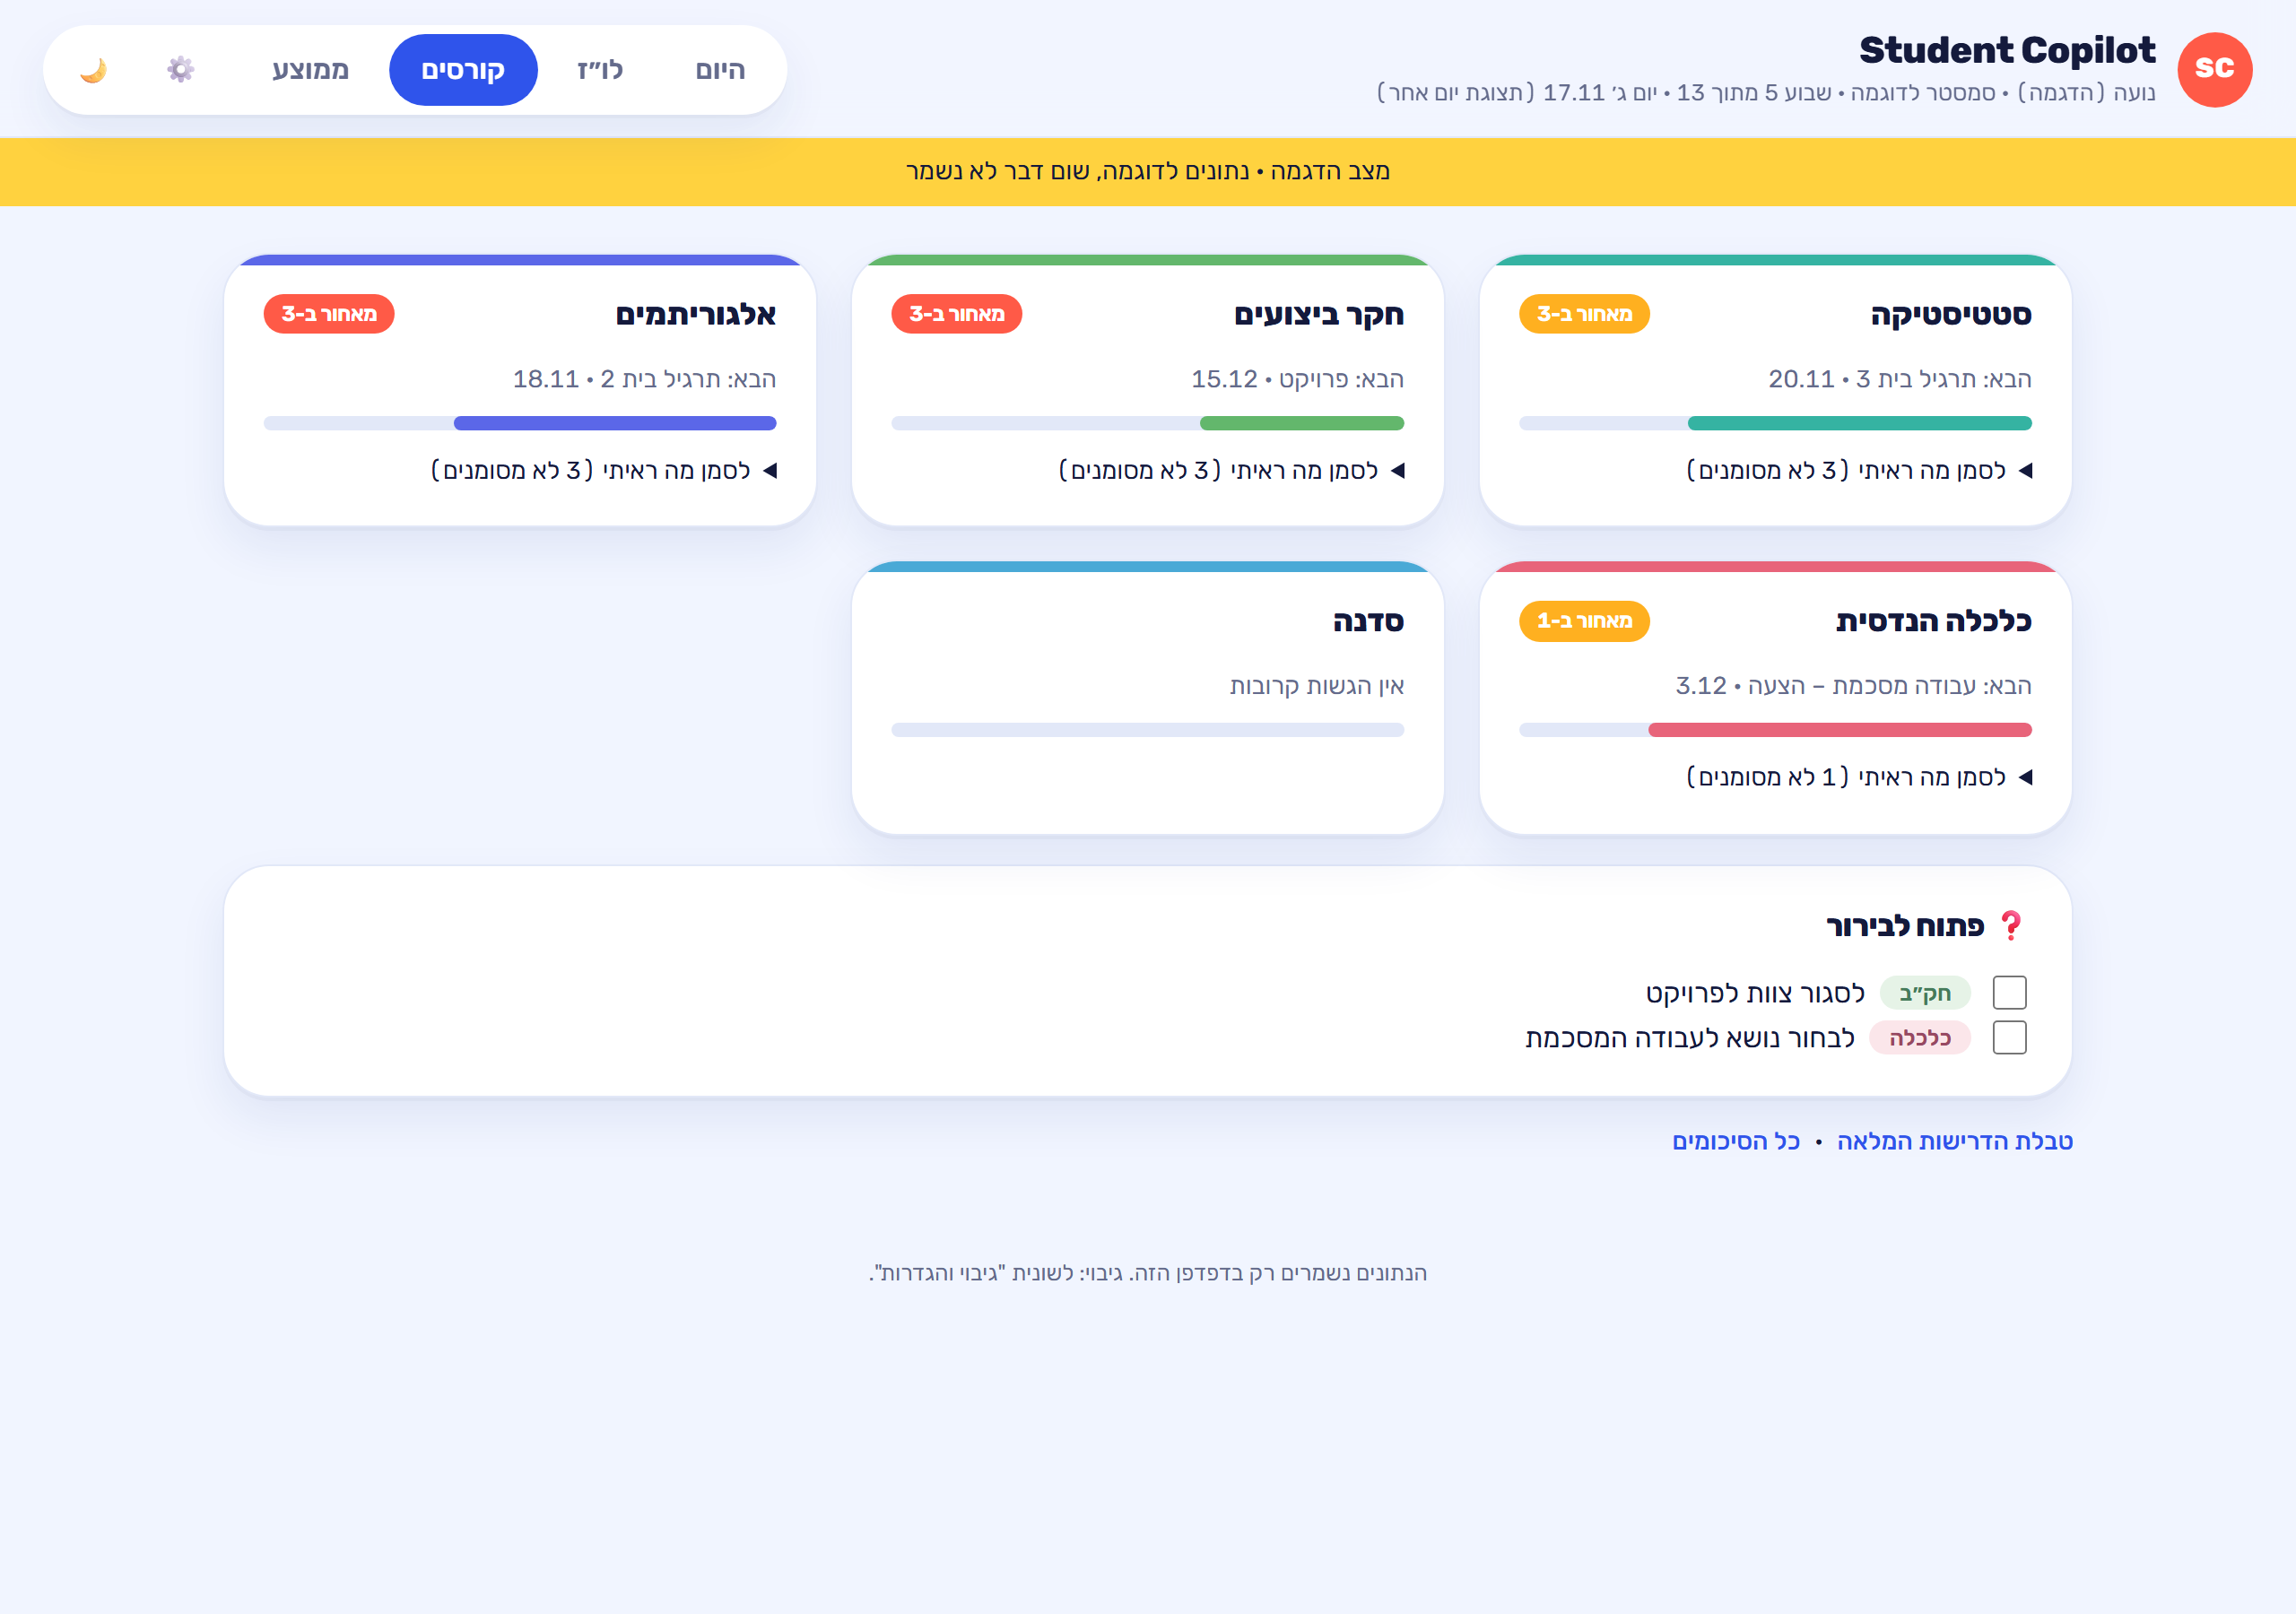 SC
Student Copilot
נועה (הדגמה) • סמסטר לדוגמה • שבוע 5 מתוך 13 • יום ג׳ 17.11 (תצוגת יום אחר)
היום
לו״ז
קורסים
ממוצע
מצב הדגמה • נתונים לדוגמה, שום דבר לא נשמר
סטטיסטיקה
מאחור ב-3
הבא: תרגיל בית 3 • 20.11
לסמן מה ראיתי (3 לא מסומנים)
חקר ביצועים
מאחור ב-3
הבא: פרויקט • 15.12
לסמן מה ראיתי (3 לא מסומנים)
אלגוריתמים
מאחור ב-3
הבא: תרגיל בית 2 • 18.11
לסמן מה ראיתי (3 לא מסומנים)
כלכלה הנדסית
מאחור ב-1
הבא: עבודה מסכמת – הצעה • 3.12
לסמן מה ראיתי (1 לא מסומנים)
סדנה
אין הגשות קרובות
❓ פתוח לבירור
חק״ב לסגור צוות לפרויקט
כלכלה לבחור נושא לעבודה המסכמת
טבלת הדרישות המלאה • כל הסיכומים
הנתונים נשמרים רק בדפדפן הזה. גיבוי: לשונית "גיבוי והגדרות".